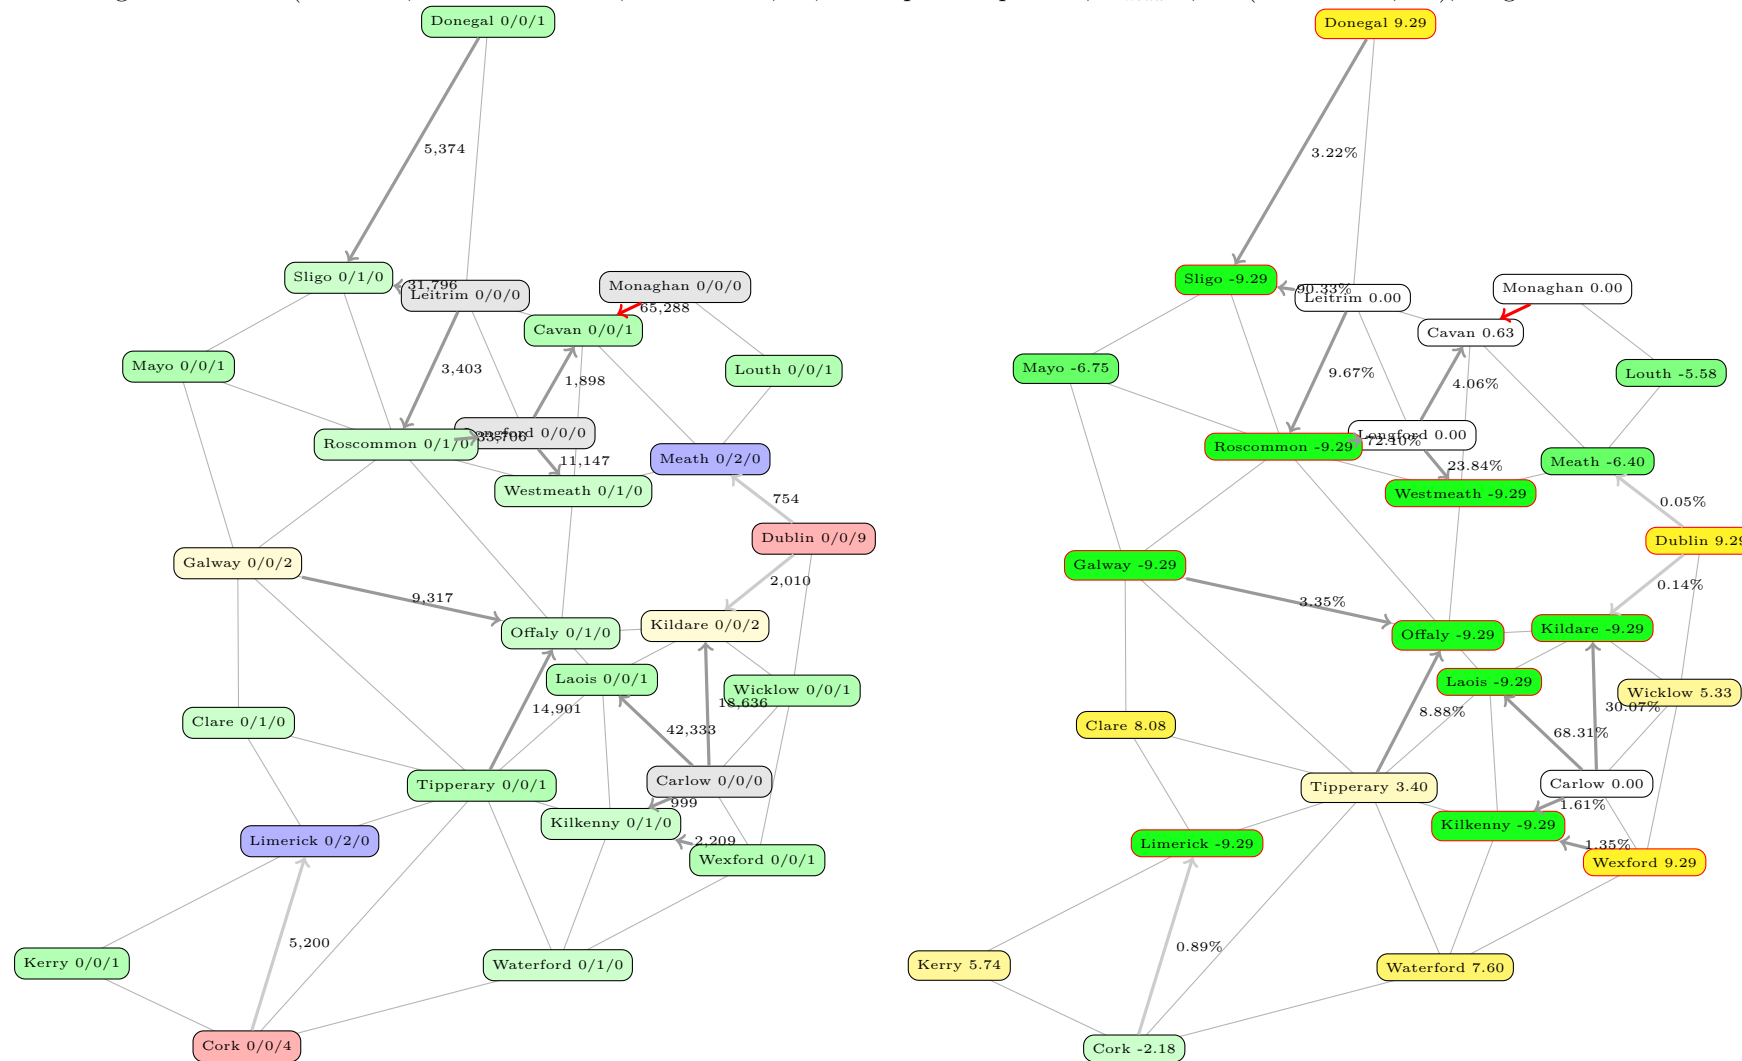 Donegal 0/0/1
5,374
Sligo 0/1/0
31,796
Leitrim 0/0/0
Monaghan 0/0/0
65,288
Cavan 0/0/1
Mayo 0/0/1
3,403
1,898
Louth 0/0/1
Roscommon 0/1/0
33,706
Longford 0/0/0
11,147
Meath 0/2/0
Westmeath 0/1/0
754
Dublin 0/0/9
Galway 0/0/2
9,317
2,010
Offaly 0/1/0
Kildare 0/0/2
Laois 0/0/1
Wicklow 0/0/1
18,636
14,901
Clare 0/1/0
42,333
Tipperary 0/0/1
Carlow 0/0/0
999
Kilkenny 0/1/0
Limerick 0/2/0
2,209
Wexford 0/0/1
5,200
Kerry 0/0/1
Waterford 0/1/0
Cork 0/0/4
Donegal 9.29
3.22%
Sligo -9.29
90.33%
Leitrim 0.00
Monaghan 0.00
Cavan 0.63
Mayo -6.75
9.67%
4.06%
Louth -5.58
Roscommon -9.29
72.10%
Longford 0.00
23.84%
Meath -6.40
Westmeath -9.29
0.05%
Dublin 9.29
Galway -9.29
3.35%
0.14%
Offaly -9.29
Kildare -9.29
Laois -9.29
Wicklow 5.33
30.07%
8.88%
Clare 8.08
68.31%
Tipperary 3.40
Carlow 0.00
1.61%
Kilkenny -9.29
Limerick -9.29
1.35%
Wexford 9.29
0.89%
Kerry 5.74
Waterford 7.60
Cork -2.18